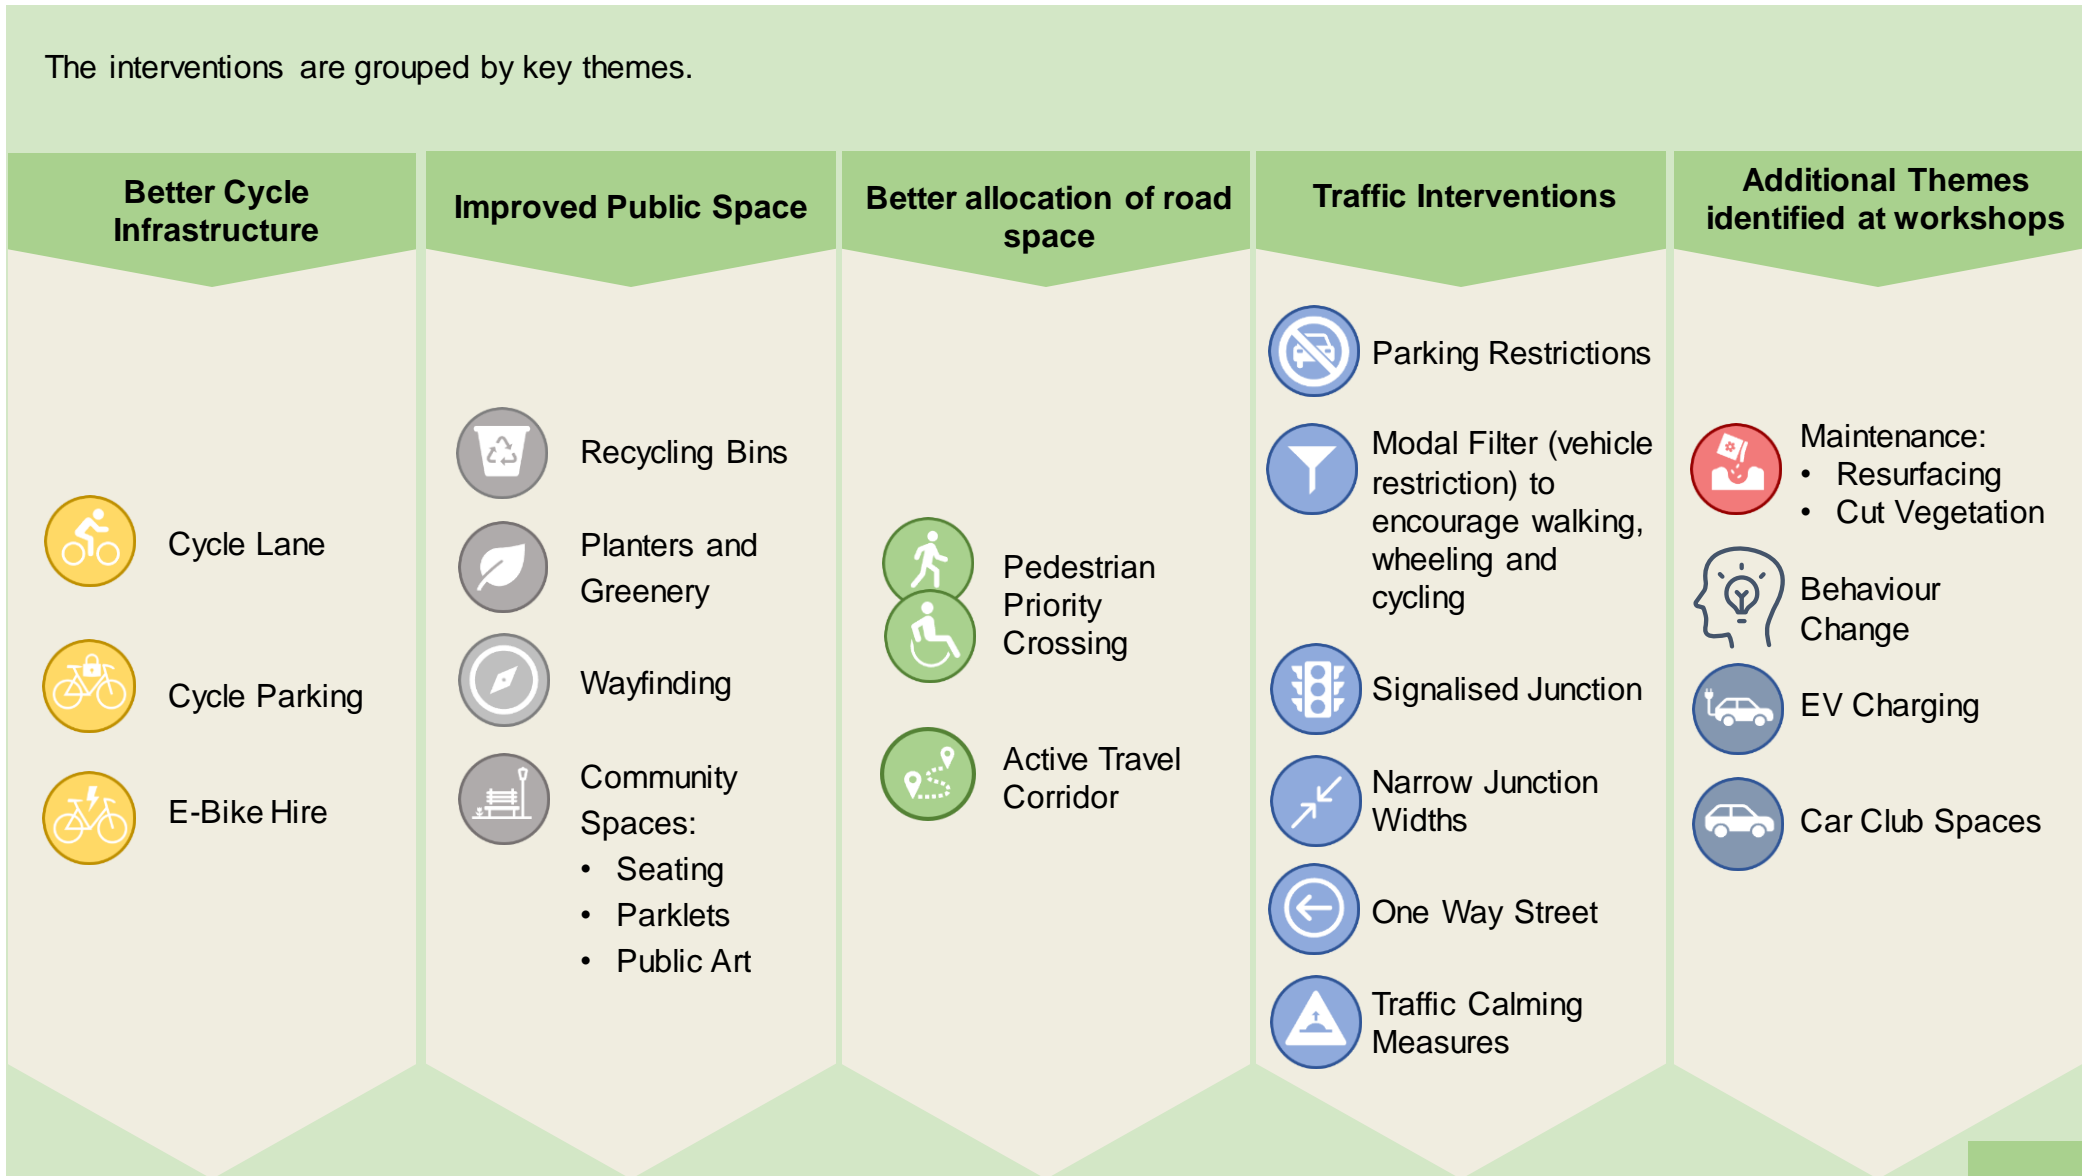 The interventions are grouped by key themes.
Better Cycle
Infrastructure
Cycle Lane
Cycle Parking
E-Bike Hire
Improved Public Space
Recycling Bins
Planters and
Greenery
Wayfinding
Community
Spaces:
• Seating
• Parklets
• Public Art
Better allocation of road
space
Pedestrian
Priority
Crossing
Active Travel
Corridor
Traffic Interventions
Parking Restrictions
Modal Filter (vehicle
restriction) to
encourage walking,
wheeling and
cycling
Signalised Junction
Narrow Junction
Widths
One Way Street
Traffic Calming
Measures
Additional Themes
identified at workshops
Maintenance:
• Resurfacing
• Cut Vegetation
Behaviour
Change
EV Charging
Car Club Spaces